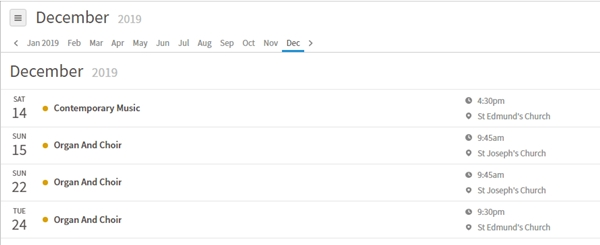 December 2019
Jan 2019 Feb Mar Apr May Jun Jul Aug Sep Oct Nov Dec
December 2019
SAT
14
Contemporary Music
4:30pm
St Edmund's Church
SUN
15
Organ And Choir
9:45am
St Joseph's Church
SUN
22
Organ And Choir
9:45am
St Joseph's Church
TUE
24
Organ And Choir
9:30pm
St Edmund's Church